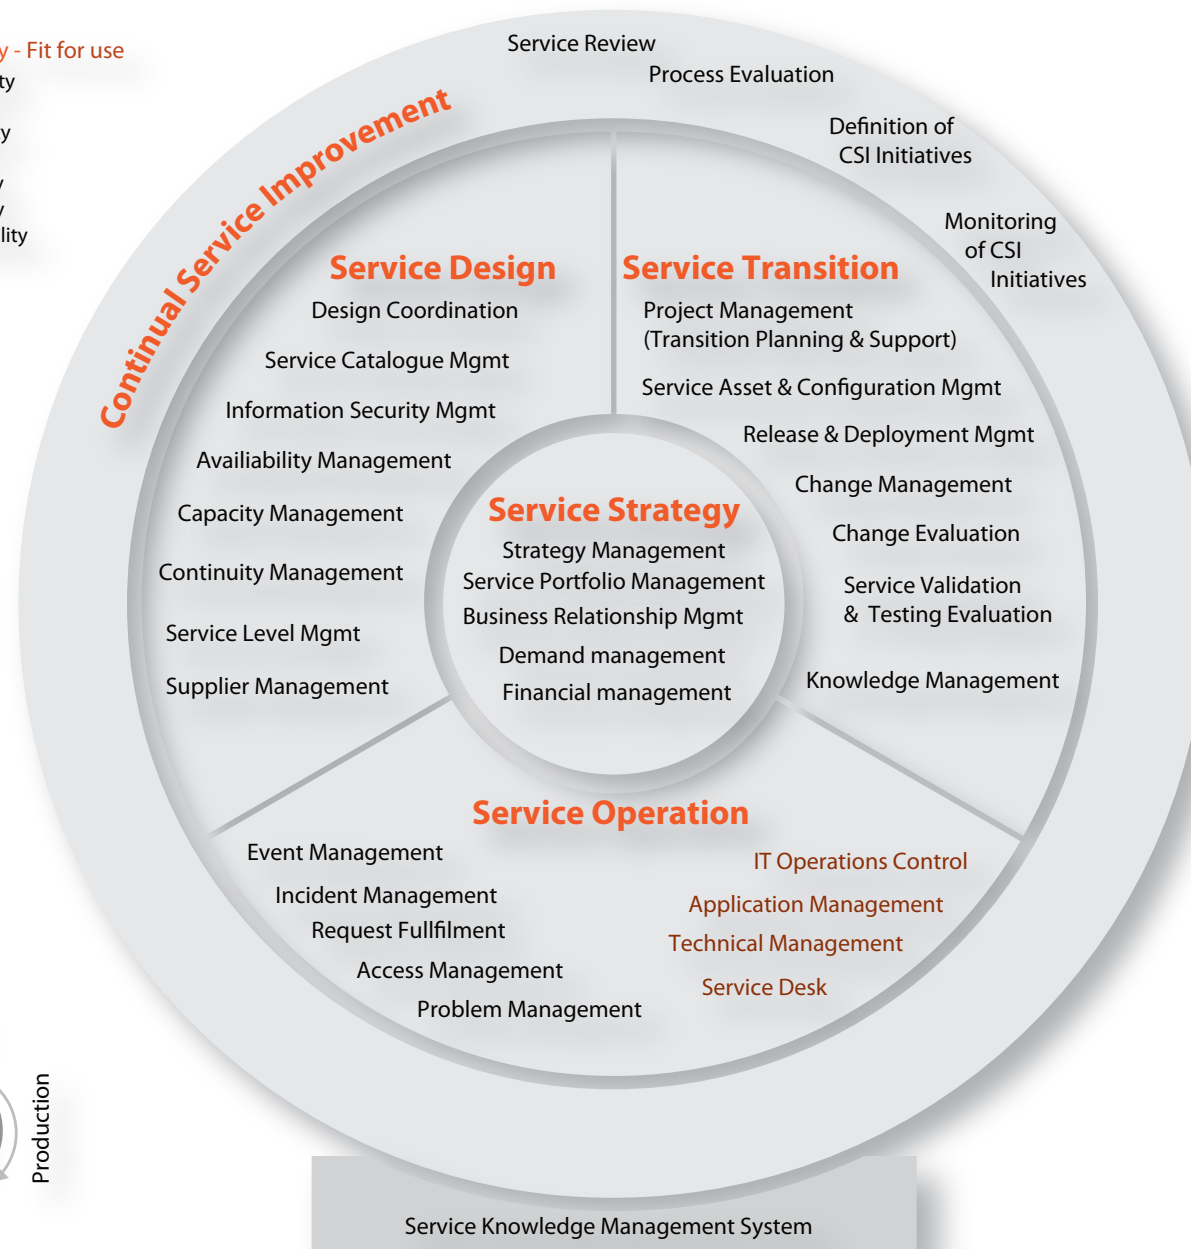 - Fit for use
Service Review
Process Evaluation
Definition of
CSI Initiatives
Monitoring
of CSI
Initiatives
Continual Service Improvement
Service Design
Design Coordination
Service Catalogue Mgmt
Information Security Mgmt
Availiability Management
Capacity Management
Continuity Management
Service Level Mgmt
Supplier Management
Service Transition
Project Management
(Transition Planning & Support)
Service Asset & Configuration Mgmt
Release & Deployment Mgmt
Change Management
Change Evaluation
Service Validation
& Testing Evaluation
Knowledge Management
Service Strategy
Strategy Management
Service Portfolio Management
Business Relationship Mgmt
Demand management
Financial management
Service Operation
Event Management
Incident Management
Request Fullfilment
Access Management
Problem Management
IT Operations Control
Application Management
Technical Management
Service Desk
Production
Service Knowledge Management System